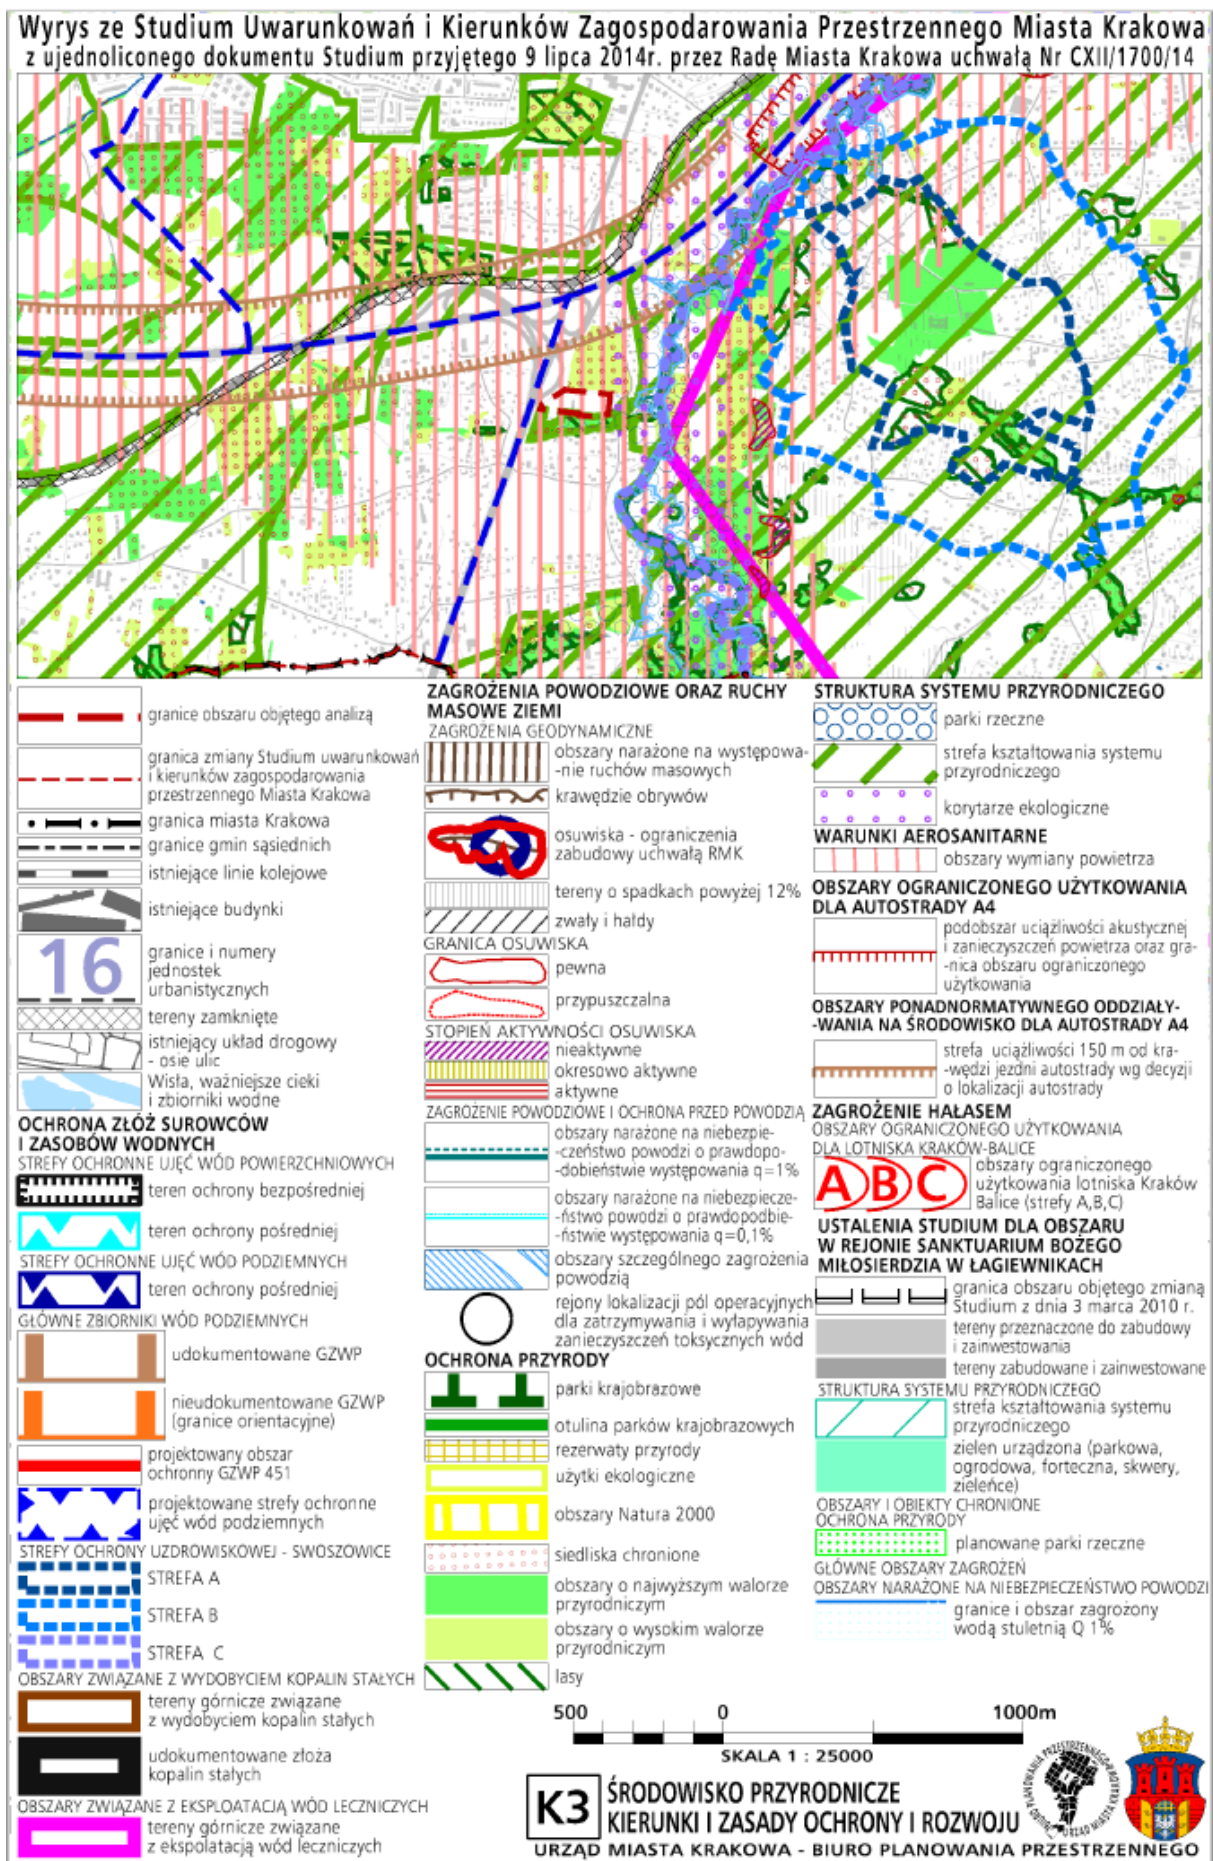 Wyrys ze Studium Uwarunkowań i Kierunków Zagospodarowania Przestrzennego Miasta Krakowa
z ujednoliconego dokumentu Studium przyjętego 9 lipca 2014r. przez Radę Miasta Krakowa uchwałą Nr CXII/1700/14
granice obszaru objętego analizą
granica zmiany Studium uwarunkowań
i kierunków zagospodarowania
przestrzennego Miasta Krakowa
granica miasta Krakowa
granice gmin sąsiednich
istniejące linie kolejowe
istniejące budynki
16
granice i numery
jednostek
urbanistycznych
tereny zamknięte
istniejący układ drogowy
- osie ulic
Wisła, ważniejsze cieki
i zbiorniki wodne
OCHRONA ZŁÓŻ SUROWCÓW
I ZASOBÓW WODNYCH
STREFY OCHRONNE UJĘĆ WÓD POWIERZCHNIOWYCH
teren ochrony bezpośredniej
teren ochrony pośredniej
STREFY OCHRONNE UJĘĆ WÓD PODZIEMNYCH
teren ochrony pośredniej
GŁÓWNE ZBIORNIKI WÓD PODZIEMNYCH
udokumentowane GZWP
nieudokumentowane GZWP
(granice orientacyjne)
projektowany obszar
ochronny GZWP 451
projektowane strefy ochronne
ujęć wód podziemnych
STREFY OCHRONY UZDROWISKOWEJ - SWOSZOWICE
STREFA A
STREFA B
STREFA C
OBSZARY ZWIĄZANE Z WYDOBYCIEM KOPALIN STAŁYCH
tereny górnicze związane
z wydobyciem kopalin stałych
udokumentowane złoża
kopalin stałych
OBSZARY ZWIĄZANE Z EKSPLOATACJĄ WÓD LECZNICZYCH
tereny górnicze związane
z ekspolatacją wód leczniczych
ZAGROŻENIA POWODZIOWE ORAZ RUCHY
MASOWE ZIEMI
ZAGROŻENIA GEODYNAMICZNE
obszary narażone na występowa-
-nie ruchów masowych
krawędzie obrywów
osuwiska - ograniczenia
zabudowy uchwałą RMK
tereny o spadkach powyżej 12%
zwały i hałdy
GRANICA OSUWISKA
pewna
przypuszczalna
STOPIEŃ AKTYWNOŚCI OSUWISKA
nieaktywne
okresowo aktywne
aktywne
ZAGROŻENIE POWODZIOWE I OCHRONA PRZED POWODZIĄ
obszary narażone na niebezpie-
-czeństwo powodzi o prawdopo-
-dobieństwie występowania q=1%
obszary narażone na niebezpiecze-
-ństwo powodzi o prawdopodbie-
-ństwie występowania q=0,1%
obszary szczególnego zagrożenia
powodzią
rejony lokalizacji pól operacyjnych
dla zatrzymywania i wyłapywania
zanieczyszczeń toksycznych wód
OCHRONA PRZYRODY
parki krajobrazowe
otulina parków krajobrazowych
rezerwaty przyrody
użytki ekologiczne
obszary Natura 2000
siedliska chronione
obszary o najwyższym walorze
przyrodniczym
obszary o wysokim walorze
przyrodniczym
lasy
STRUKTURA SYSTEMU PRZYRODNICZEGO
parki rzeczne
strefa kształtowania systemu
przyrodniczego
korytarze ekologiczne
WARUNKI AEROSANITARNE
obszary wymiany powietrza
OBSZARY OGRANICZONEGO UŻYTKOWANIA
DLA AUTOSTRADY A4
podobszar uciążliwości akustycznej
i zanieczyszczeń powietrza oraz gra-
-nica obszaru ograniczonego
użytkowania
OBSZARY PONADNORMATYWNEGO ODDZIAŁY-
-WANIA NA ŚRODOWISKO DLA AUTOSTRADY A4
strefa uciążliwości 150 m od kra-
-wędzi jezdni autostrady wg decyzji
o lokalizacji autostrady
ZAGROŻENIE HAŁASEM
OBSZARY OGRANICZONEGO UŻYTKOWANIA
DLA LOTNISKA KRAKÓW-BALICE
A B C
obszary ograniczonego
użytkowania lotniska Kraków
Balice (strefy A,B,C)
USTALENIA STUDIUM DLA OBSZARU
W REJONIE SANKTUARIUM BOŻEGO
MIŁOSIERDZIA W ŁAGIEWNIKACH
granica obszaru objętego zmianą
Studium z dnia 3 marca 2010 r.
tereny przeznaczone do zabudowy
i zainwestowania
tereny zabudowane i zainwestowane
STRUKTURA SYSTEMU PRZYRODNICZEGO
strefa kształtowania systemu
przyrodniczego
zielen urządzona (parkowa,
ogrodowa, forteczna, skwery,
zieleńce)
OBSZARY I OBIEKTY CHRONIONE
OCHRONA PRZYRODY
planowane parki rzeczne
GŁÓWNE OBSZARY ZAGROŻEŃ
OBSZARY NARAŻONE NA NIEBEZPIECZEŃSTWO POWODZI
granice i obszar zagrożony
wodą stuletnią Q 1%
500 0 1000m
SKALA 1 : 25000
K3
ŚRODOWISKO PRZYRODNICZE
KIERUNKI I ZASADY OCHRONY I ROZWOJU
URZĄD MIASTA KRAKOWA - BIURO PLANOWANIA PRZESTRZENNEGO